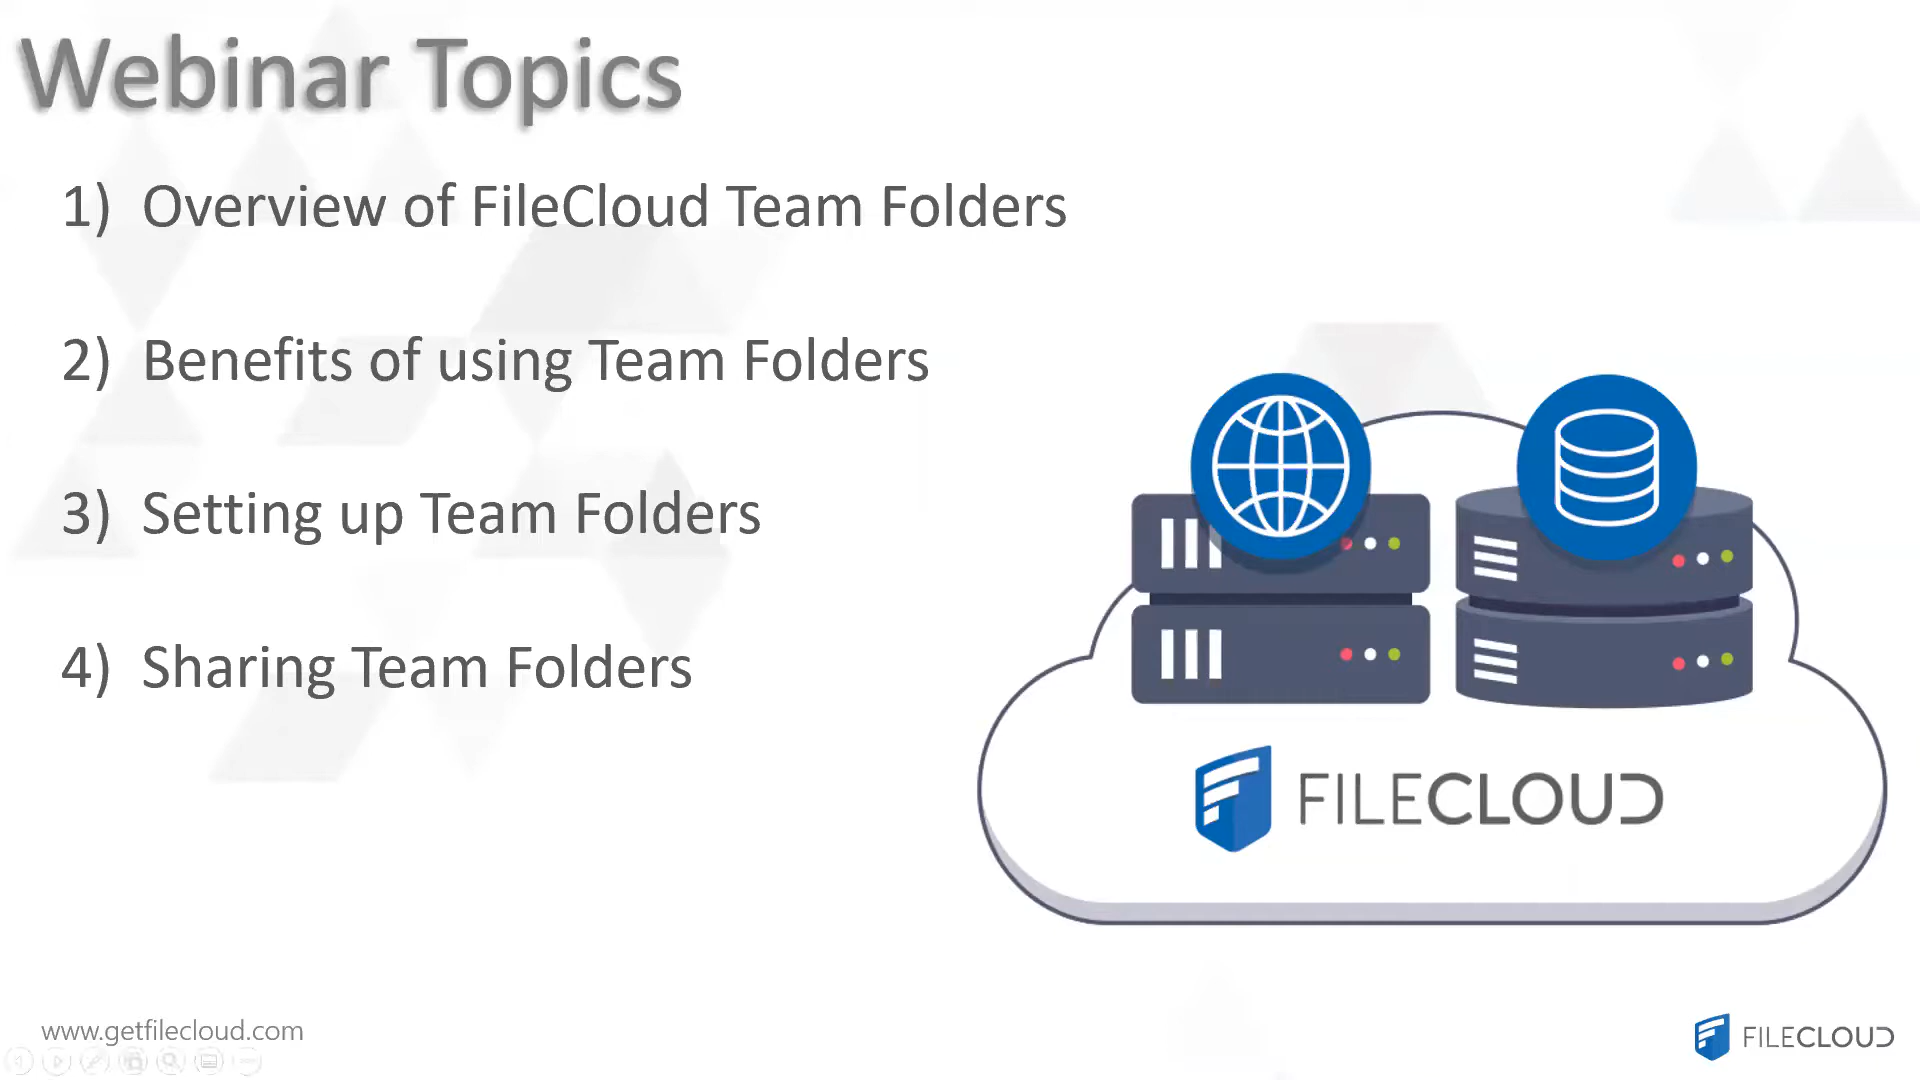 Webinar Topics
1) Overview of FileCloud Team Folders
2) Benefits of using Team Folders
3) Setting up Team Folders
4) Sharing Team Folders
FILECLOUD
www.getfilecloud.com
FILECLOUD